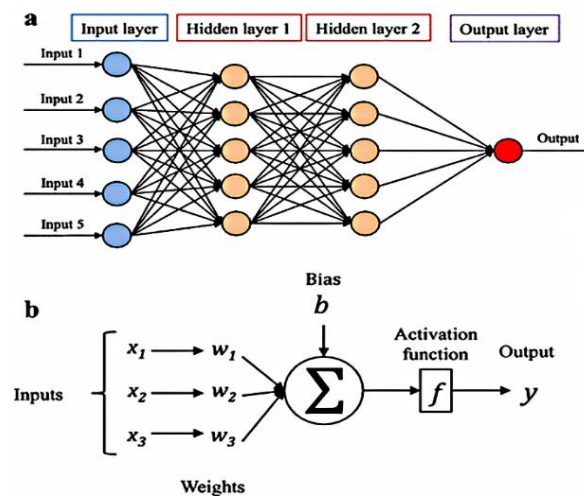 a
Input layer Hidden layer 1 Hidden layer 2 Output layer
Input 1
Input 2
Input 3
Output
Input 4
Input 5
b
Bias
b
Activation
function
Output
x₁ w₁
Inputs x₂ w₂ Σ f y
x₃ w₃
Weights